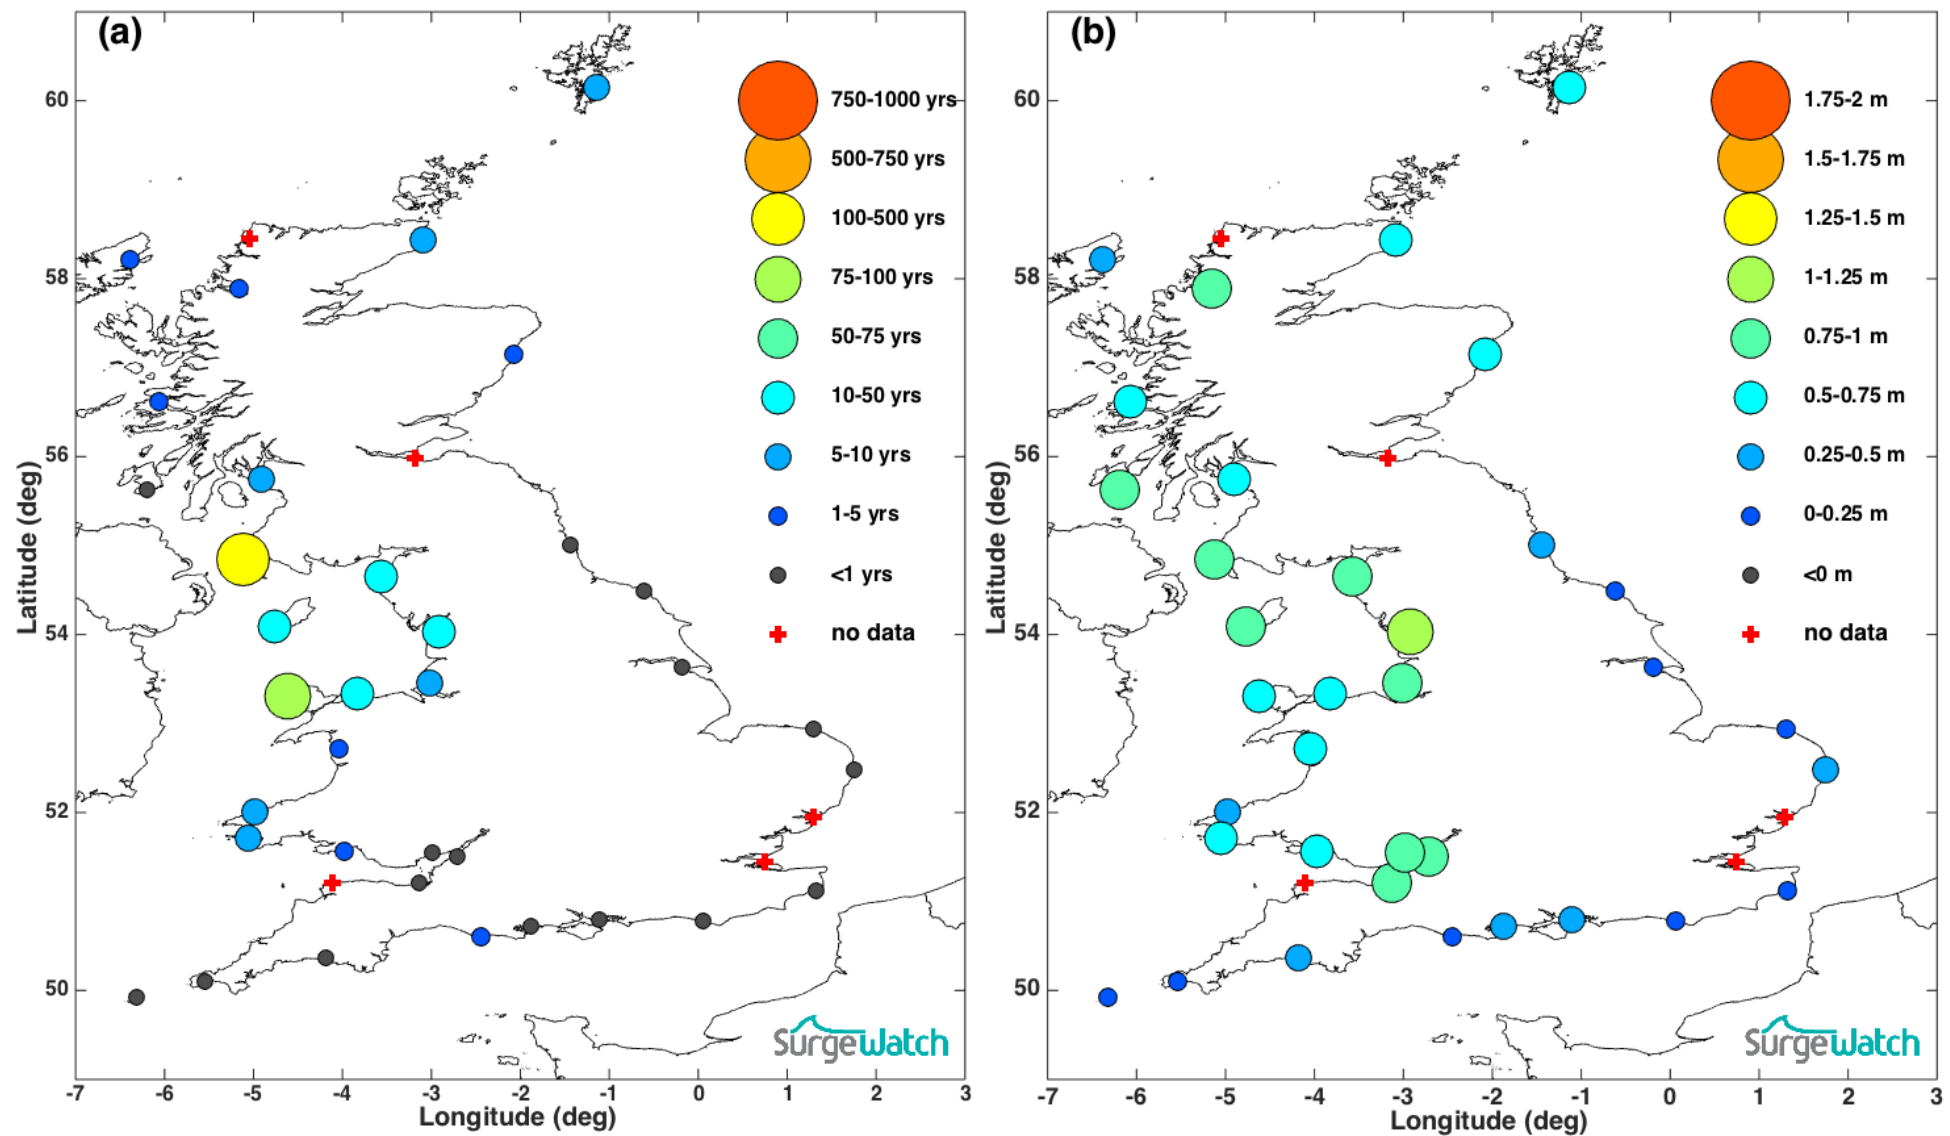 (a)
750-1000 yrs
500-750 yrs
100-500 yrs
75-100 yrs
50-75 yrs
10-50 yrs
5-10 yrs
1-5 yrs
<1 yrs
no data
60
58
56
54
52
50
Latitude (deg)
-7 -6 -5 -4 -3 -2 -1 0 1 2 3
Longitude (deg)
SurgeWatch
(b)
1.75-2 m
1.5-1.75 m
1.25-1.5 m
1-1.25 m
0.75-1 m
0.5-0.75 m
0.25-0.5 m
0-0.25 m
<0 m
no data
60
58
56
54
52
50
Latitude (deg)
-7 -6 -5 -4 -3 -2 -1 0 1 2 3
Longitude (deg)
SurgeWatch